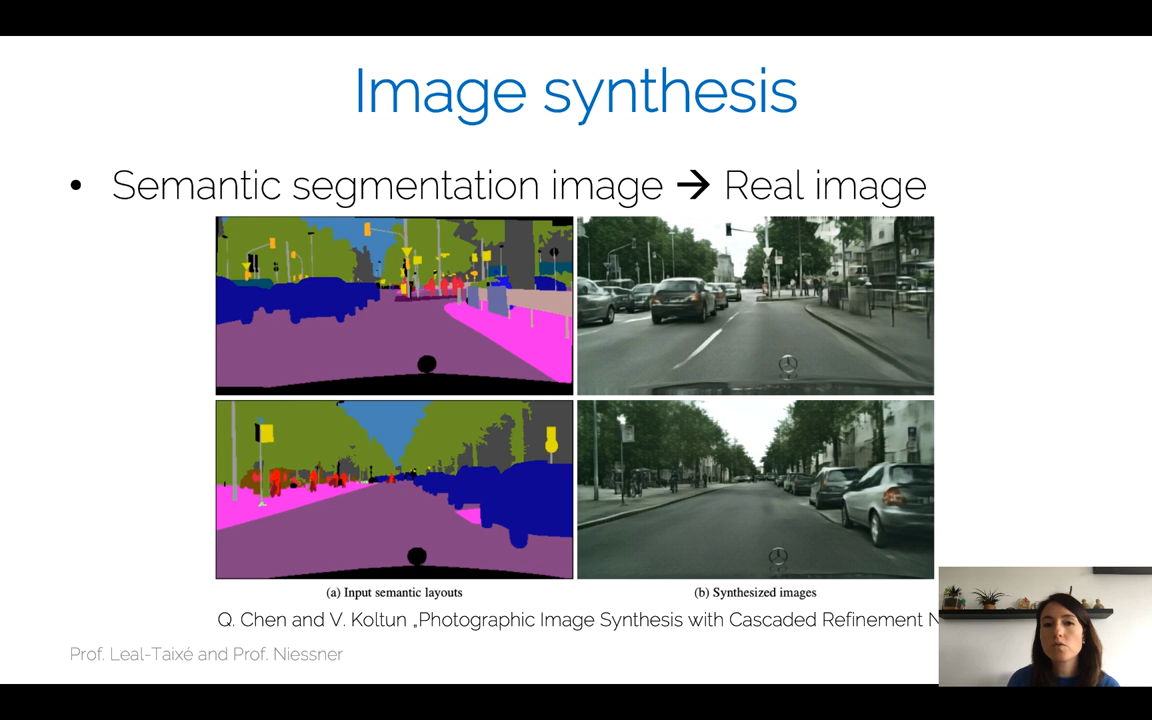 Image synthesis
• Semantic segmentation image → Real image
(a) Input semantic layouts
(b) Synthesized images
Q. Chen and V. Koltun „Photographic Image Synthesis with Cascaded Refinement
Prof. Leal-Taixé and Prof. Niessner